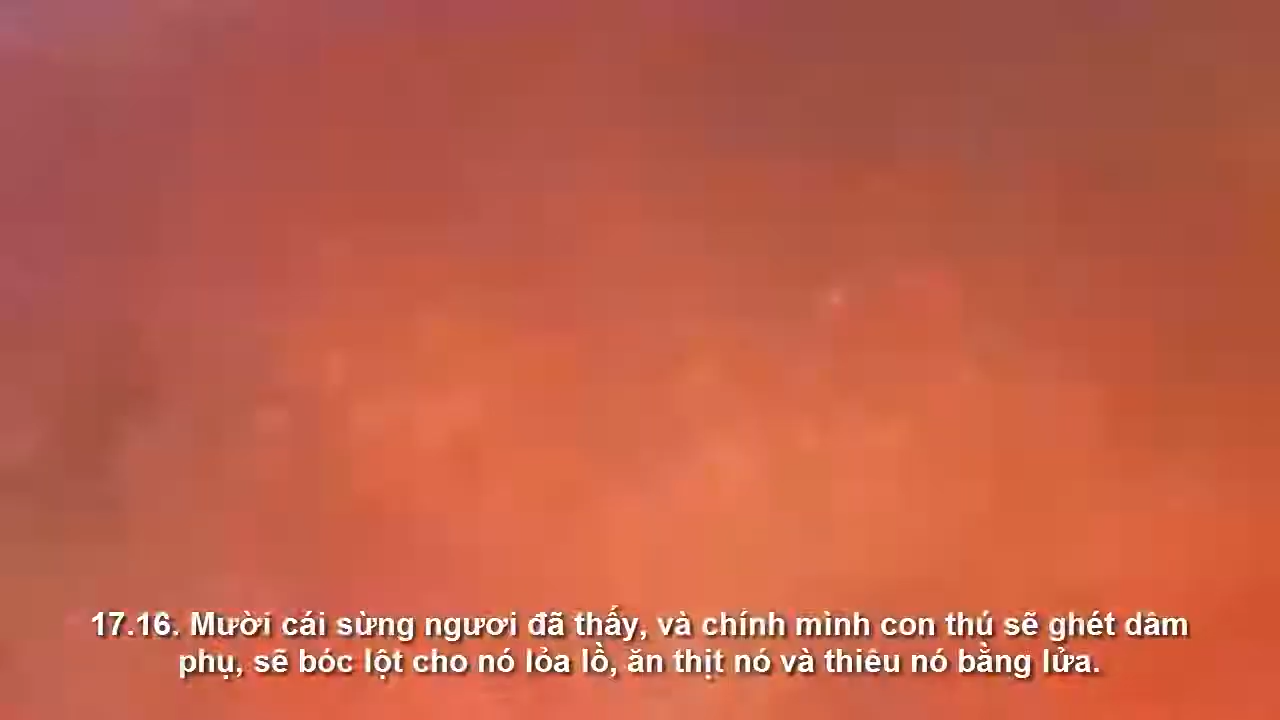 17.16. Mười cái sừng ngươi đã thấy, và chính mình con thú sẽ ghét dâm
phụ, sẽ bóc lột cho nó lỏa lồ, ăn thịt nó và thiêu nó bằng lửa.